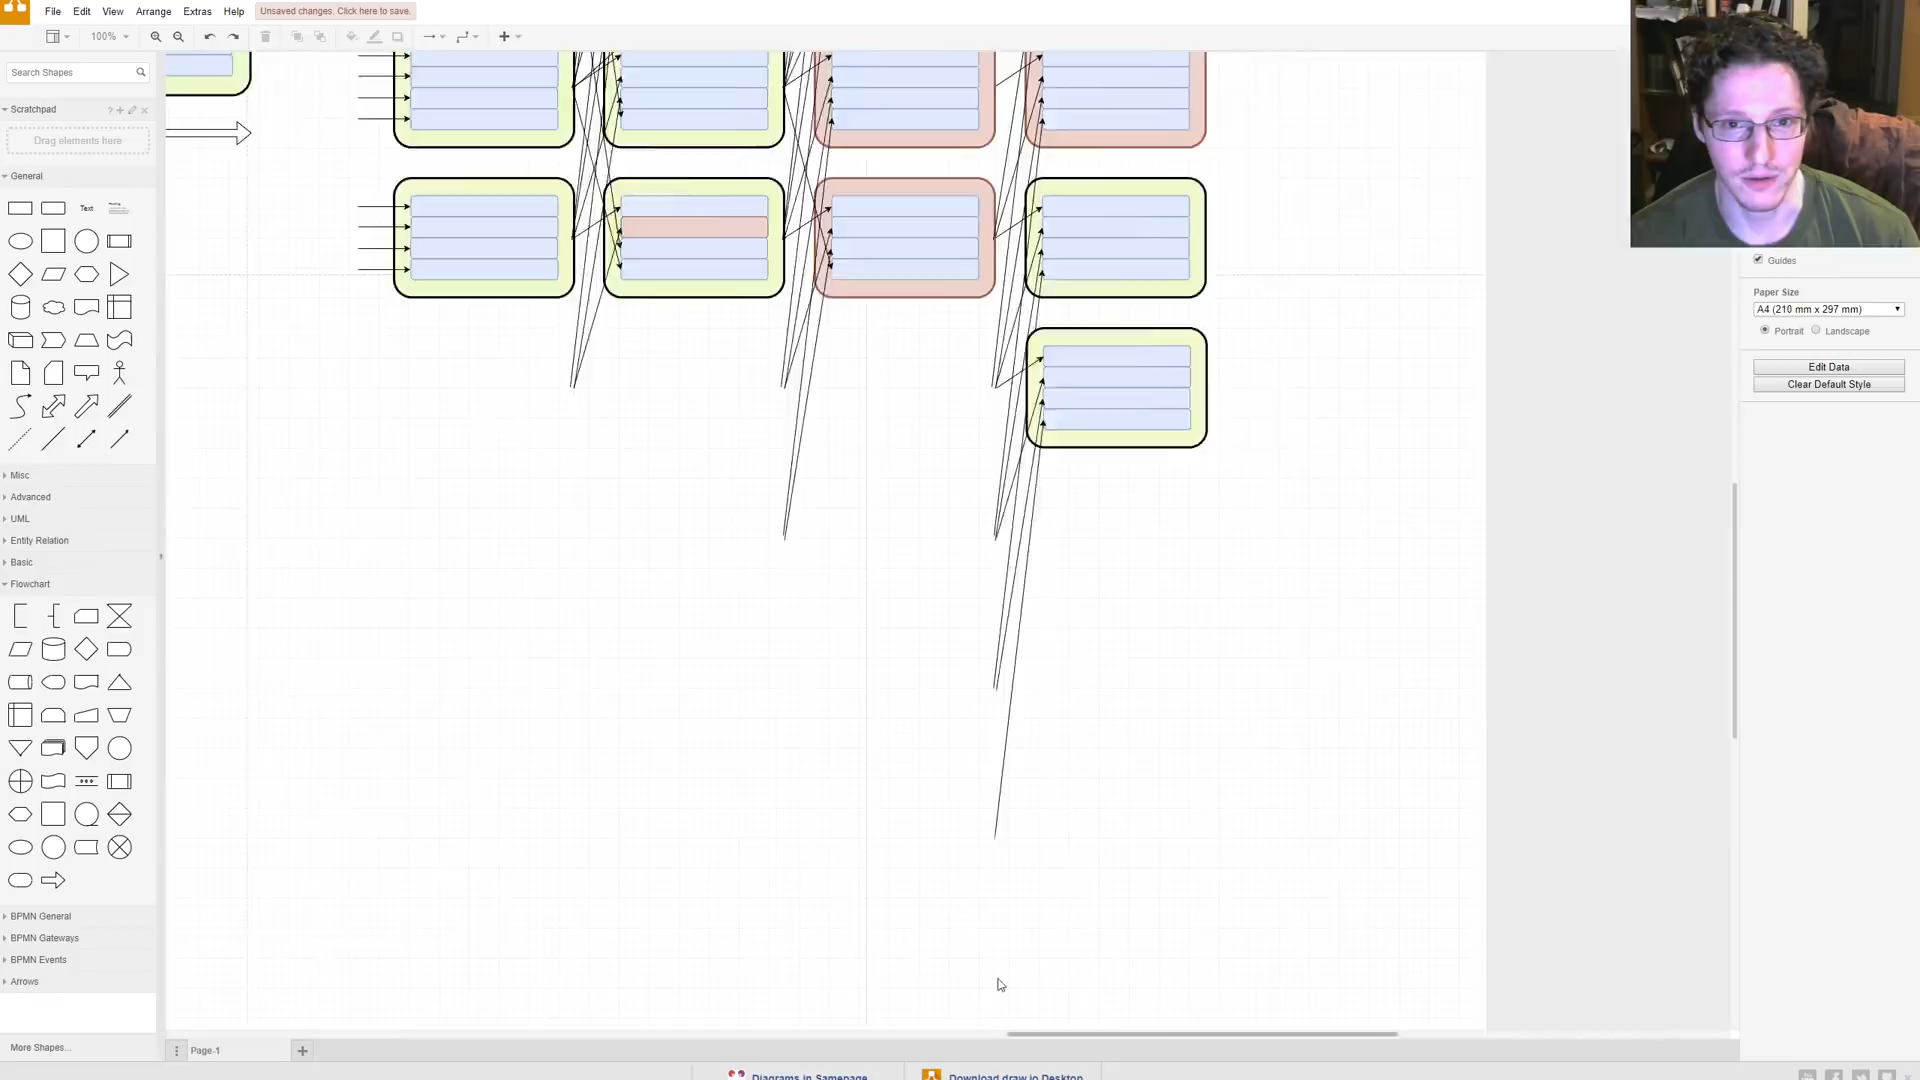 File Edit View Arrange Extras Help Unsaved changes. Click here to save.
100%
Search Shapes
Scratchpad
Drag elements here
General
Text
Misc
Advanced
UML
Entity Relation
Basic
Flowchart
BPMN General
BPMN Gateways
BPMN Events
Arrows
More Shapes...
Page-1
Diagrams in Samepage
Download draw.io Desktop
Guides
Paper Size
A4 (210 mm x 297 mm)
Portrait Landscape
Edit Data
Clear Default Style